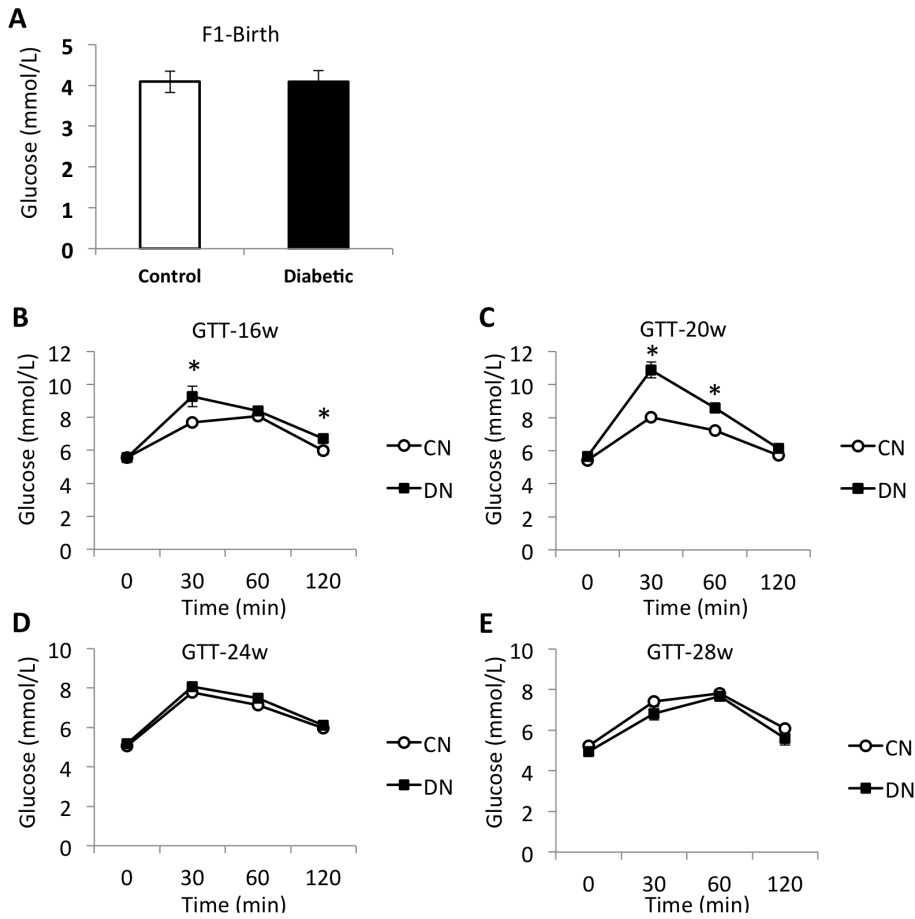 A
F1-Birth
Glucose (mmol/L)
5
4
3
2
1
0
Control Diabetic
B
GTT-16w
Glucose (mmol/L)
12
10
8
6
4
2
0
* *
CN
DN
0 30 60 120
Time (min)
C
GTT-20w
Glucose (mmol/L)
12
10
8
6
4
2
0
* *
CN
DN
0 30 60 120
Time (min)
D
GTT-24w
Glucose (mmol/L)
10
8
6
4
2
0
CN
DN
0 30 60 120
Time (min)
E
GTT-28w
Glucose (mmol/L)
10
8
6
4
2
0
CN
DN
0 30 60 120
Time (min)